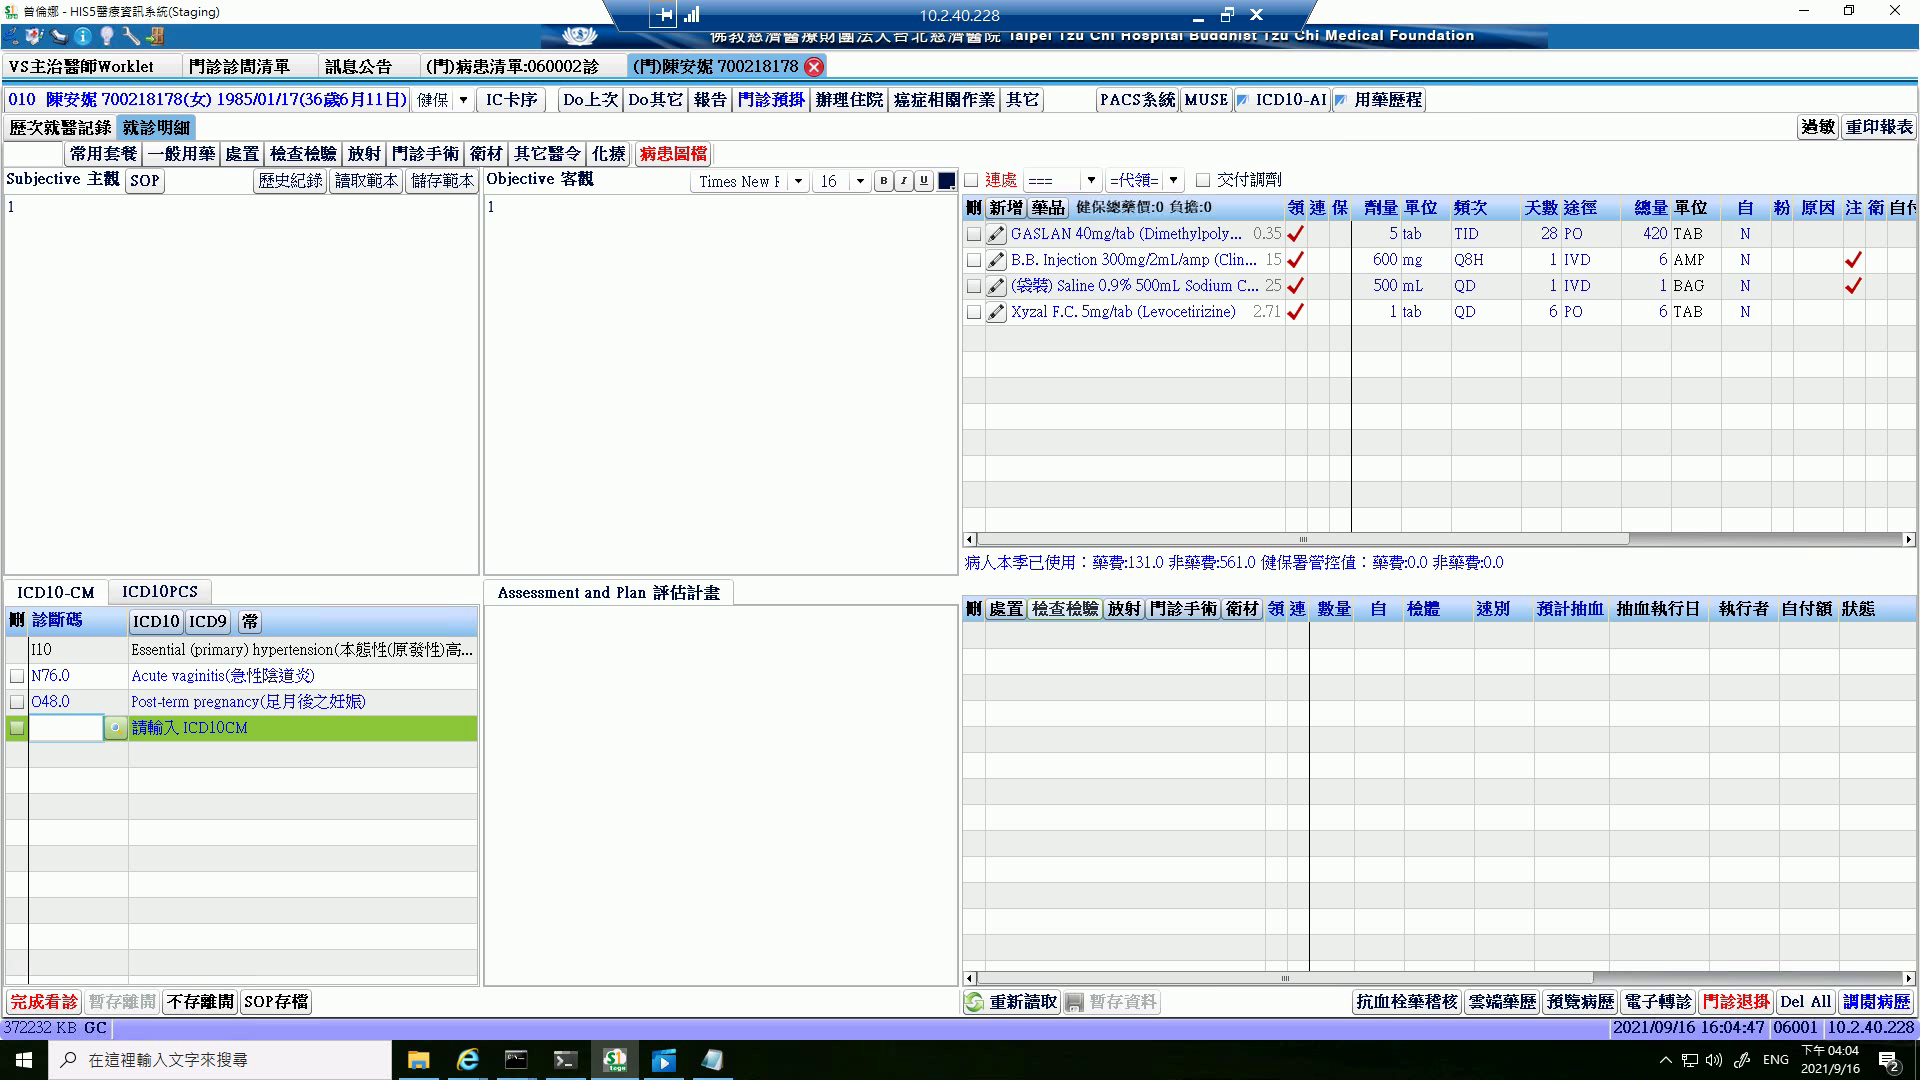 曾倫娜 - HIS5醫療資訊系統(Staging)
10.2.40.228
佛教慈濟醫療財團法人台北慈濟醫院 Taipei Tzu Chi Hospital Buddhist Tzu Chi Medical Foundation
VS主治醫師Worklet 門診診間清單 訊息公告 (門)病患清單:060002診 (門)陳安妮 700218178
010 陳安妮 700218178(女) 1985/01/17(36歲6月11日) 健保 IC卡序 Do上次 Do其它 報告 門診預掛 辦理住院 癌症相關作業 其它 PACS系統 MUSE ICD10-AI 用藥歷程
歷次就醫記錄 就診明細 過敏 重印報表
常用套餐 一般用藥 處置 檢查檢驗 放射 門診手術 衛材 其它醫令 化療 病患圖檔
Subjective 主觀 SOP 歷史紀錄 讀取範本 儲存範本
1
Objective 客觀 Times New F 16 B I U
1
連處 === =代領= 交付調劑
刪 新增 藥品 健保總藥價:0 負擔:0 領 連 保 劑量 單位 頻次 天數 途徑 總量 單位 自 粉 原因 注 衛 自付
GASLAN 40mg/tab (Dimethylpoly... 0.35 5 tab TID 28 PO 420 TAB N
B.B. Injection 300mg/2mL/amp (Clin... 15 600 mg Q8H 1 IVD 6 AMP N
(袋裝) Saline 0.9% 500mL Sodium C... 25 500 mL QD 1 IVD 1 BAG N
Xyzal F.C. 5mg/tab (Levocetirizine) 2.71 1 tab QD 6 PO 6 TAB N
病人本季已使用：藥費:131.0 非藥費:561.0 健保署管控值：藥費:0.0 非藥費:0.0
ICD10-CM ICD10PCS
刪 診斷碼 ICD10 ICD9 常
I10 Essential (primary) hypertension(本態性(原發性)高...
N76.0 Acute vaginitis(急性陰道炎)
O48.0 Post-term pregnancy(足月後之妊娠)
請輸入 ICD10CM
Assessment and Plan 評估計畫
刪 處置 檢查檢驗 放射 門診手術 衛材 領 連 數量 自 檢體 速別 預計抽血 抽血執行日 執行者 自付額 狀態
完成看診 暫存離開 不存離開 SOP存檔 重新讀取 暫存資料 抗血栓藥稽核 雲端藥歷 預覽病歷 電子轉診 門診退掛 Del All 調閱病歷
372232 KB GC 2021/09/16 16:04:47 06001 10.2.40.228
在這裡輸入文字來搜尋
ENG
下午 04:04
2021/9/16
2